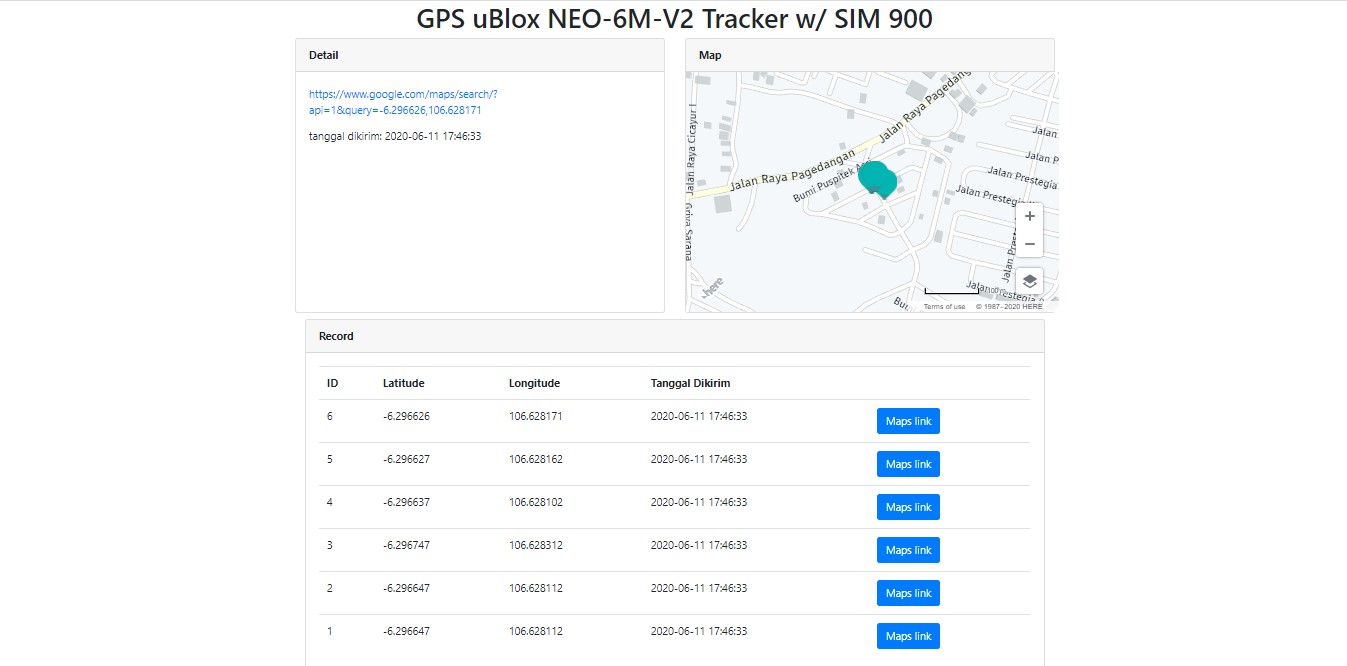 GPS uBlox NEO-6M-V2 Tracker w/ SIM 900
Detail
https://www.google.com/maps/search/?
api=1&query=-6.296626,106.628171
tanggal dikirim: 2020-06-11 17:46:33
Map
Jalan Raya Cicayur I
Jalan Raya Pagedang
Jalan Raya Pagedangan
Bumi Puspitek
Jalan
Jalan P
Jalan Prestegia
Jalan Prestegi
Jalan Prest
Jalan Prestegia
Sarana
Bu
here
+
−
Terms of use © 1987–2020 HERE
Record
ID Latitude Longitude Tanggal Dikirim
6 -6.296626 106.628171 2020-06-11 17:46:33 Maps link
5 -6.296627 106.628162 2020-06-11 17:46:33 Maps link
4 -6.296637 106.628102 2020-06-11 17:46:33 Maps link
3 -6.296747 106.628312 2020-06-11 17:46:33 Maps link
2 -6.296647 106.628112 2020-06-11 17:46:33 Maps link
1 -6.296647 106.628112 2020-06-11 17:46:33 Maps link